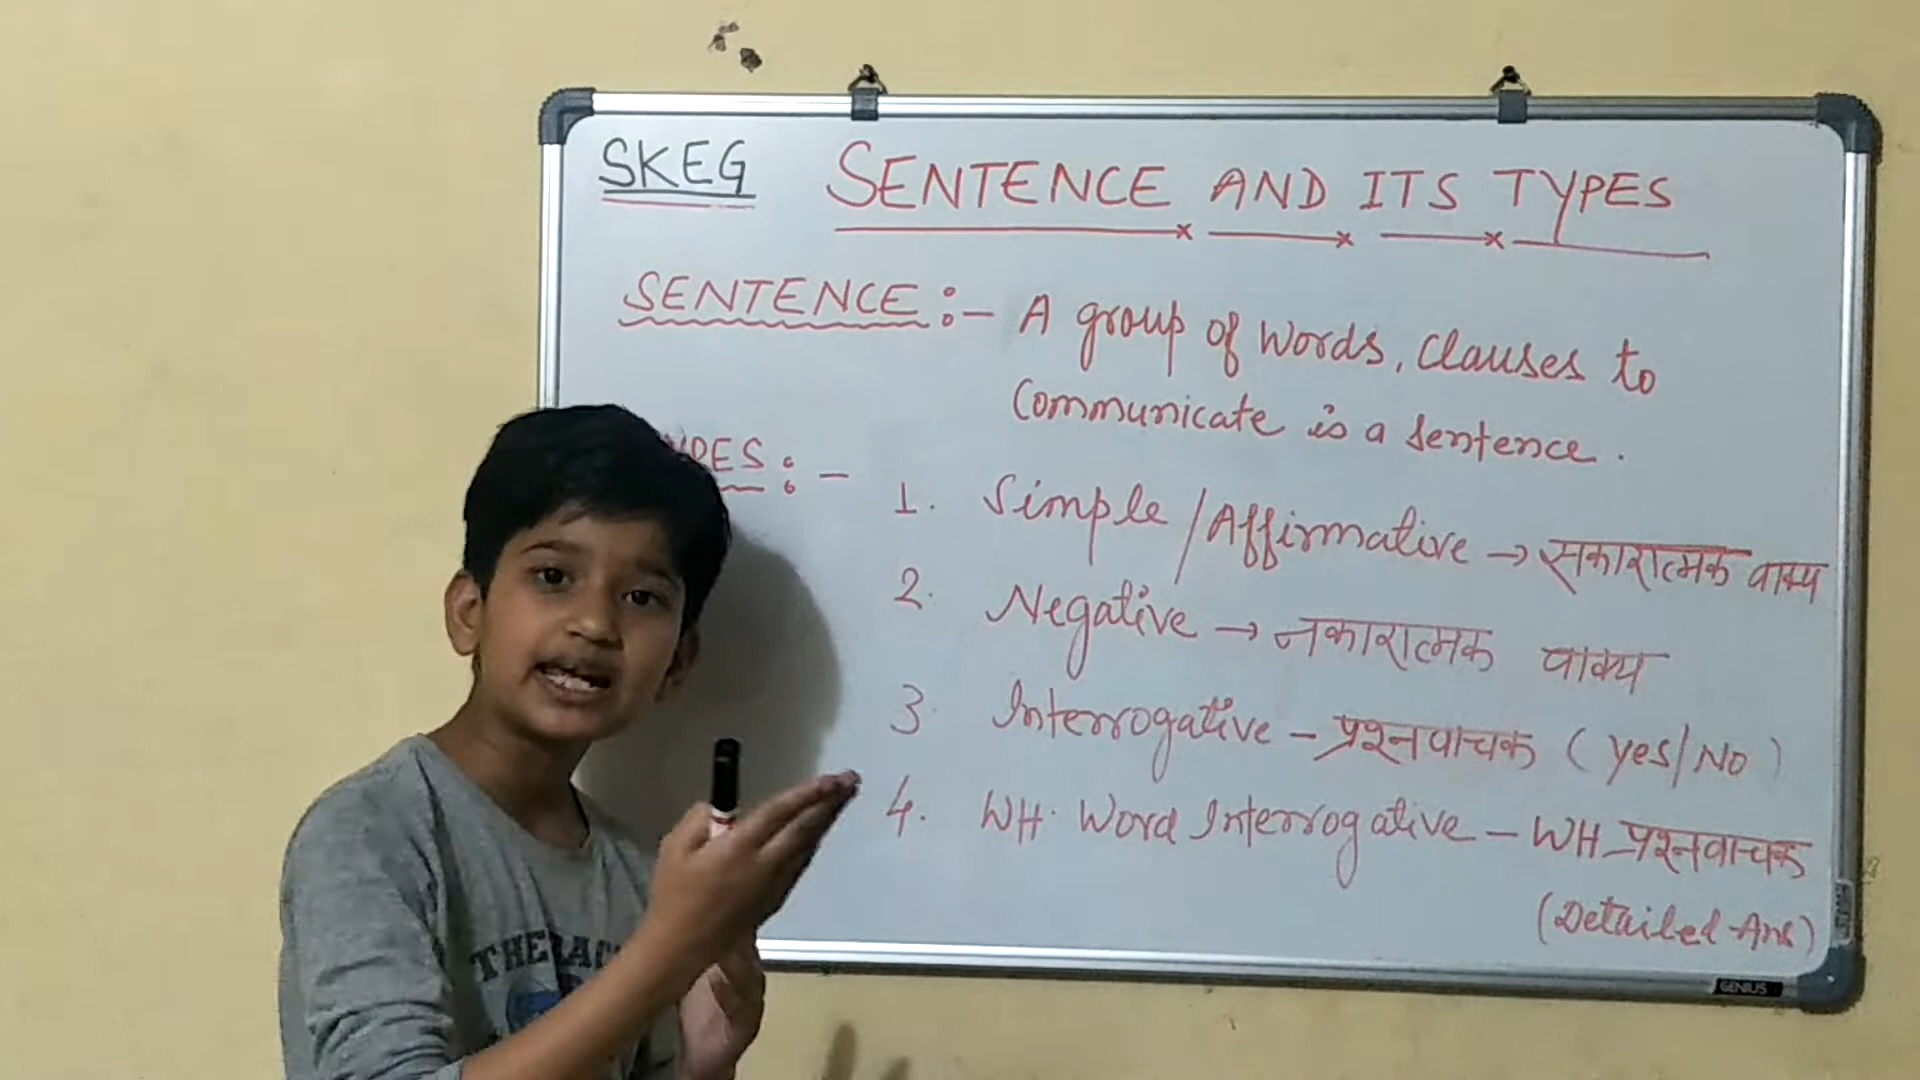 SKEG SENTENCE AND ITS TYPES
SENTENCE :- A group of words, clauses to
communicate is a sentence.
YPES :-
1. Simple / Affirmative → सकारात्मक वाक्य
2. Negative → नकारात्मक वाक्य
3. Interrogative - प्रश्नवाचक (yes/No)
4. WH. Word Interrogative - WH प्रश्नवाचक
(Detailed Ans)
GENIUS
THE